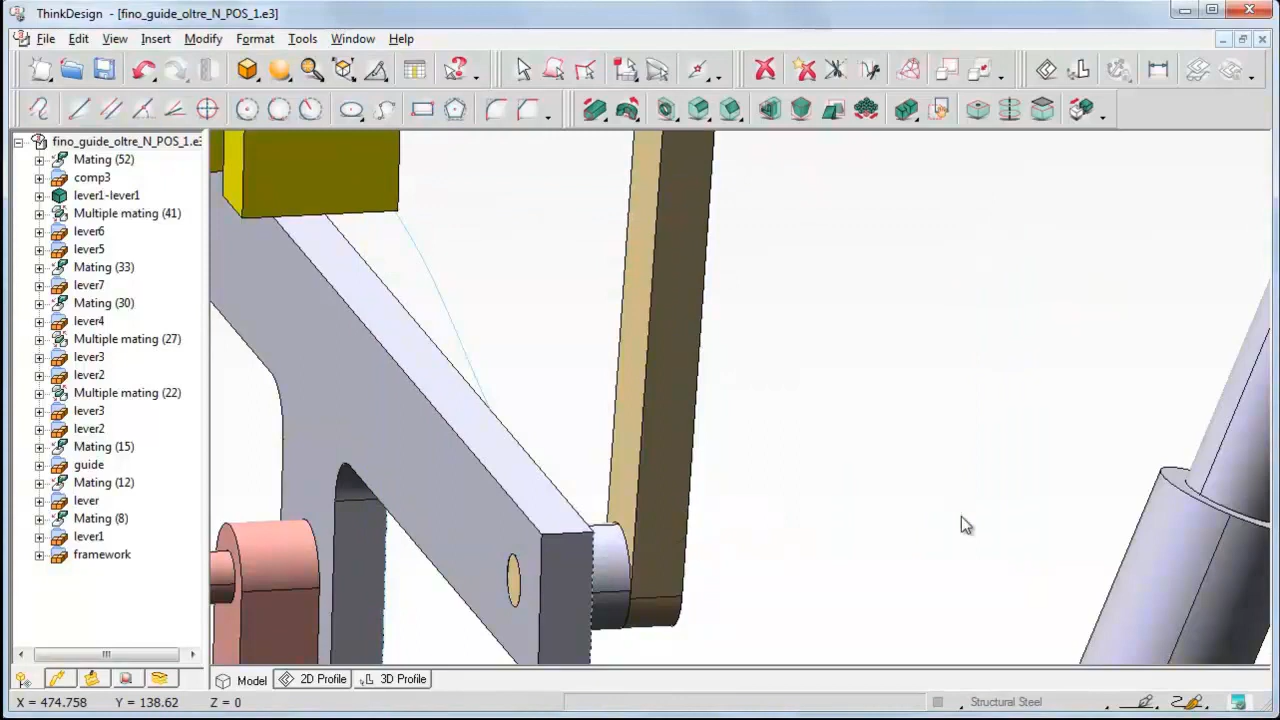 ThinkDesign - [fino_guide_oltre_N_POS_1.e3]
File Edit View Insert Modify Format Tools Window Help
fino_guide_oltre_N_POS_1.e3
Mating (52)
comp3
lever1-lever1
Multiple mating (41)
lever6
lever5
Mating (33)
lever7
Mating (30)
lever4
Multiple mating (27)
lever3
lever2
Multiple mating (22)
lever3
lever2
Mating (15)
guide
Mating (12)
lever
Mating (8)
lever1
framework
Model 2D Profile 3D Profile
X = 474.758 Y = 138.62 Z = 0 Structural Steel